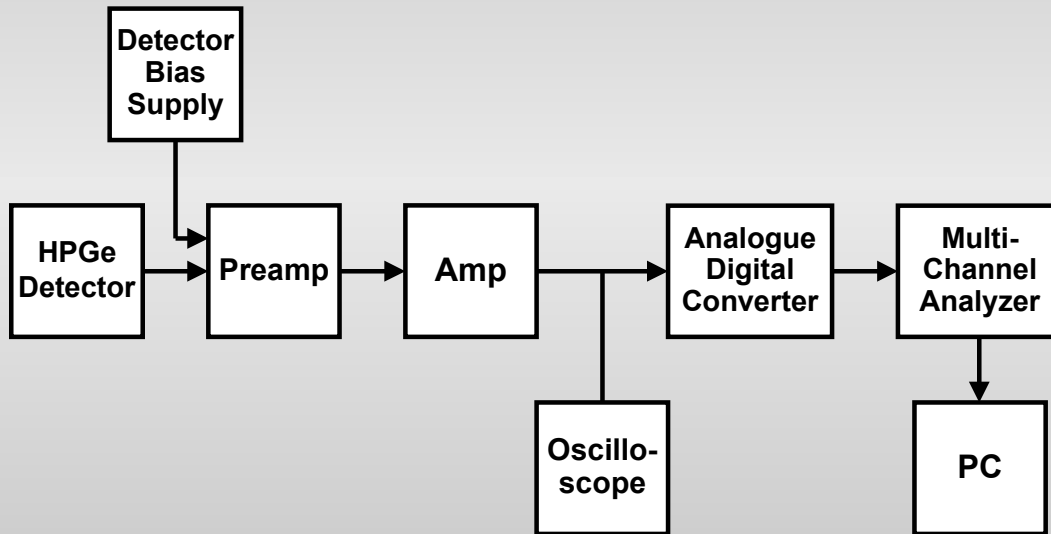 Detector
Bias
Supply
HPGe
Detector
Preamp
Amp
Analogue
Digital
Converter
Multi-
Channel
Analyzer
Oscillo-
scope
PC